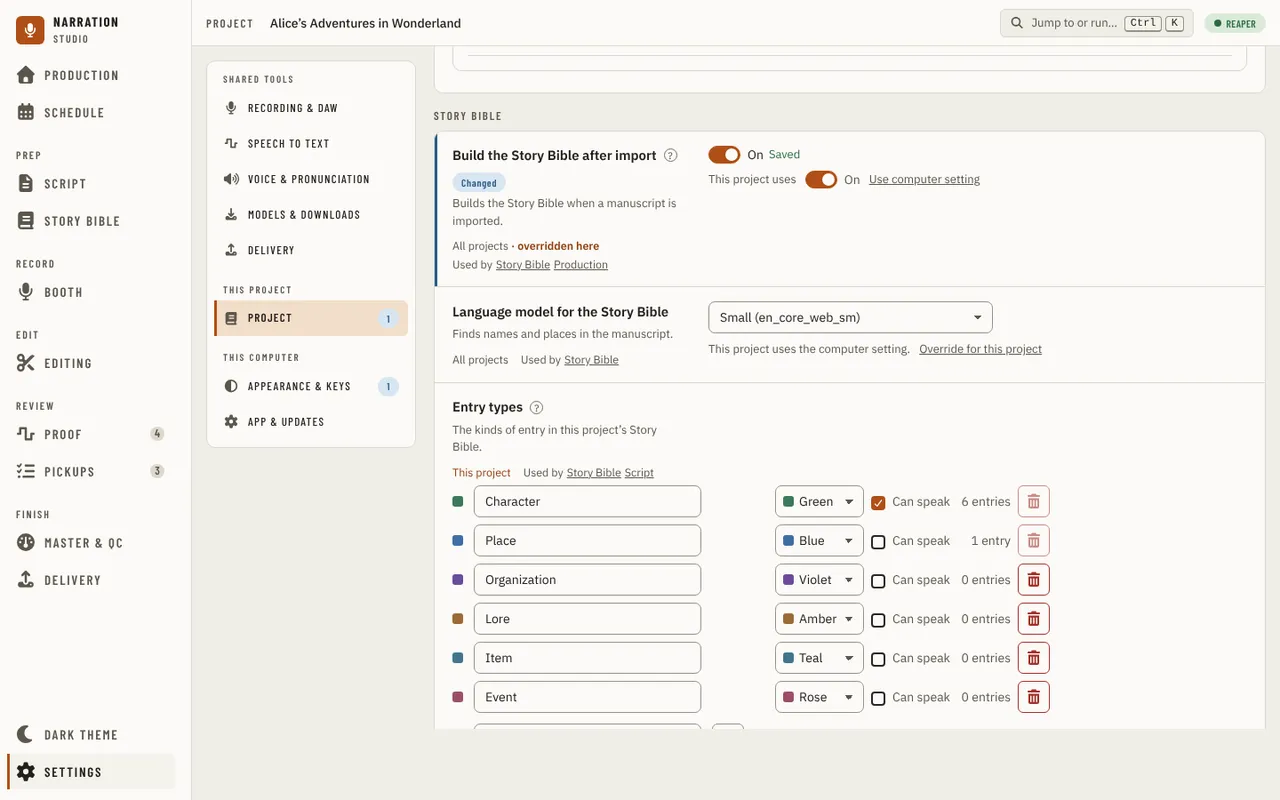 NARRATION
STUDIO
PRODUCTION
SCHEDULE
PREP
SCRIPT
STORY BIBLE
RECORD
BOOTH
EDIT
EDITING
REVIEW
PROOF 4
PICKUPS 3
FINISH
MASTER & QC
DELIVERY
DARK THEME
SETTINGS
PROJECT Alice’s Adventures in Wonderland
Jump to or run... Ctrl K
REAPER
SHARED TOOLS
RECORDING & DAW
SPEECH TO TEXT
VOICE & PRONUNCIATION
MODELS & DOWNLOADS
DELIVERY
THIS PROJECT
PROJECT 1
THIS COMPUTER
APPEARANCE & KEYS 1
APP & UPDATES
STORY BIBLE
Build the Story Bible after import ?
Changed
Builds the Story Bible when a manuscript is
imported.
All projects · overridden here
Used by Story Bible Production
On Saved
This project uses On Use computer setting
Language model for the Story Bible
Finds names and places in the manuscript.
All projects Used by Story Bible
Small (en_core_web_sm)
This project uses the computer setting. Override for this project
Entry types ?
The kinds of entry in this project’s Story
Bible.
This project Used by Story Bible Script
Character Green Can speak 6 entries
Place Blue Can speak 1 entry
Organization Violet Can speak 0 entries
Lore Amber Can speak 0 entries
Item Teal Can speak 0 entries
Event Rose Can speak 0 entries